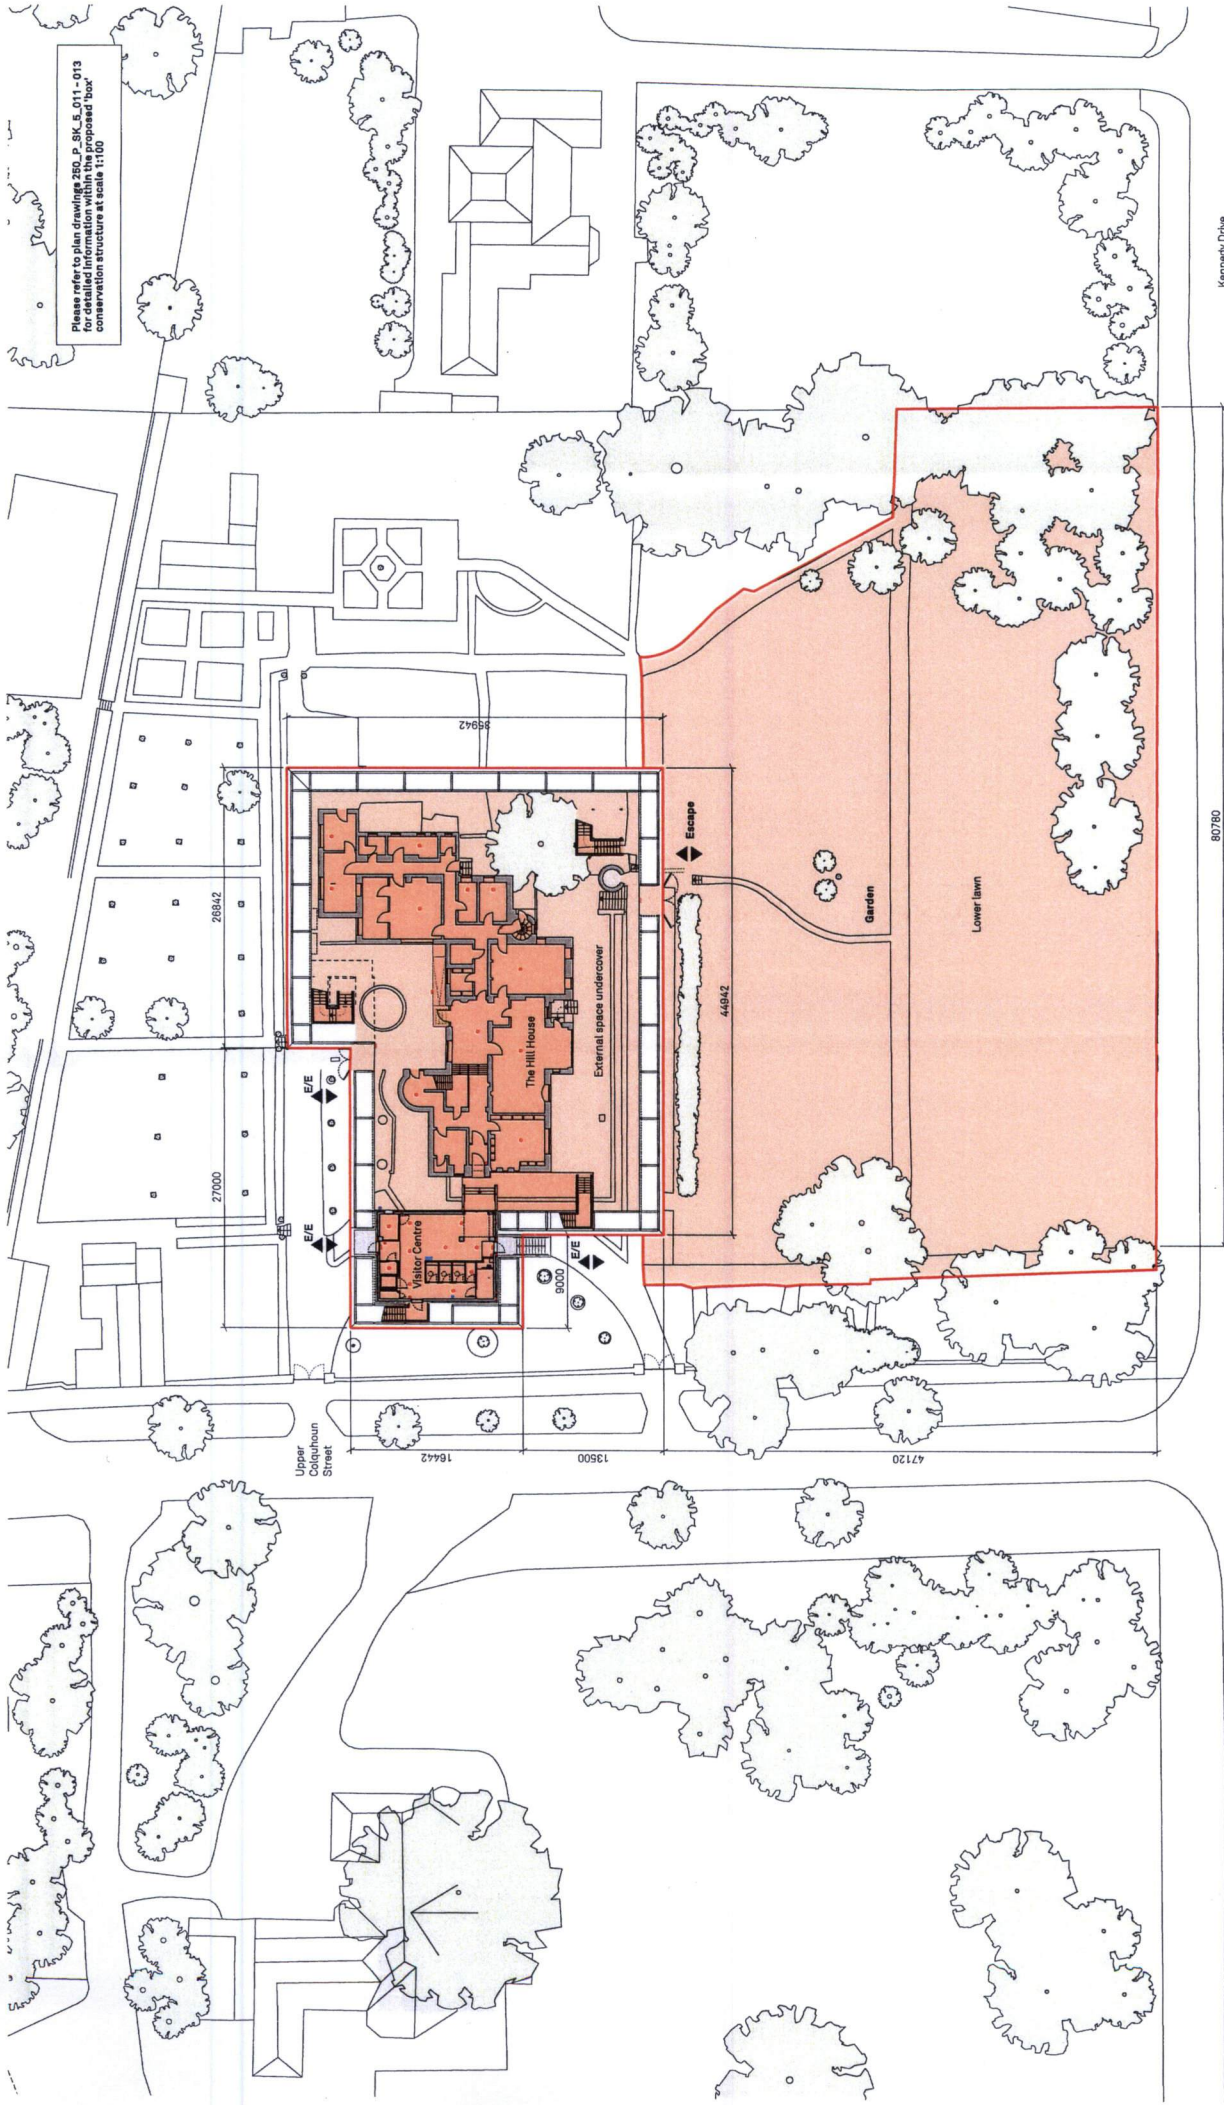 Please refer to plan drawings 250_P_SK_5_011 - 013
for detailed information within the proposed 'box'
conservation structure at scale 1:100
Upper
Colquhoun
Street
27000
26842
35942
E/E
E/E
E/E
Visitor Centre
The Hill House
External space undercover
9000
16442
13500
47120
44942
Escape
Garden
Lower lawn
80780
Kennedy Drive